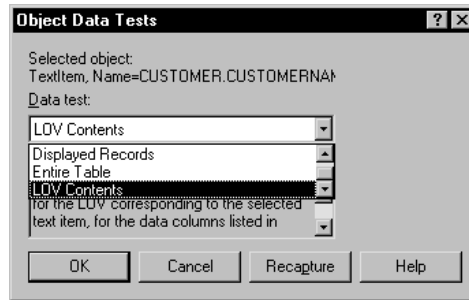 Object Data Tests
Selected object:
TextItem, Name=CUSTOMER.CUSTOMERNA
Data test:
LOV Contents
Displayed Records
Entire Table
LOV Contents
for the LOV corresponding to the selected
text item, for the data columns listed in
OK Cancel Recapture Help